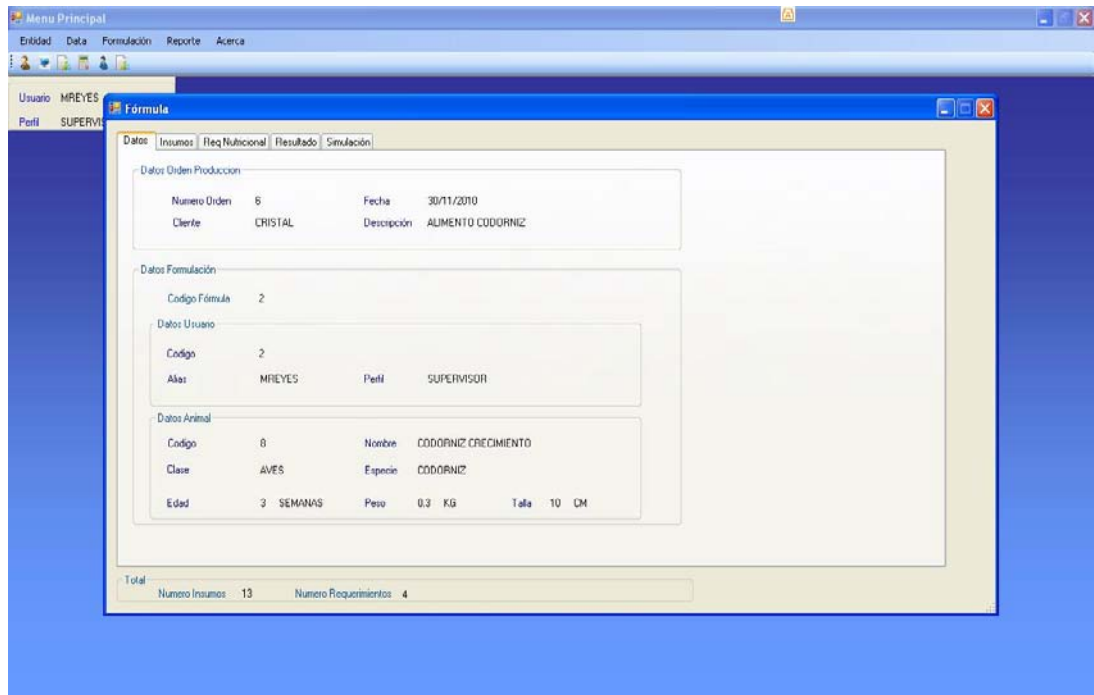 Menu Principal
Entidad Data Formulación Reporte Acerca
Usuario MREYES
Perfil SUPERVIS
Fórmula
Datos Insumos Req Nutricional Resultado Simulación
Datos Orden Produccion
Numero Orden 6 Fecha 30/11/2010
Cliente CRISTAL Descripción ALIMENTO CODORNIZ
Datos Formulación
Codigo Fórmula 2
Datos Usuario
Codigo 2
Alias MREYES Perfil SUPERVISOR
Datos Animal
Codigo 8 Nombre CODORNIZ CRECIMIENTO
Clase AVES Especie CODORNIZ
Edad 3 SEMANAS Peso 0.3 KG Talla 10 CM
Total
Numero Insumos 13 Numero Requerimientos 4